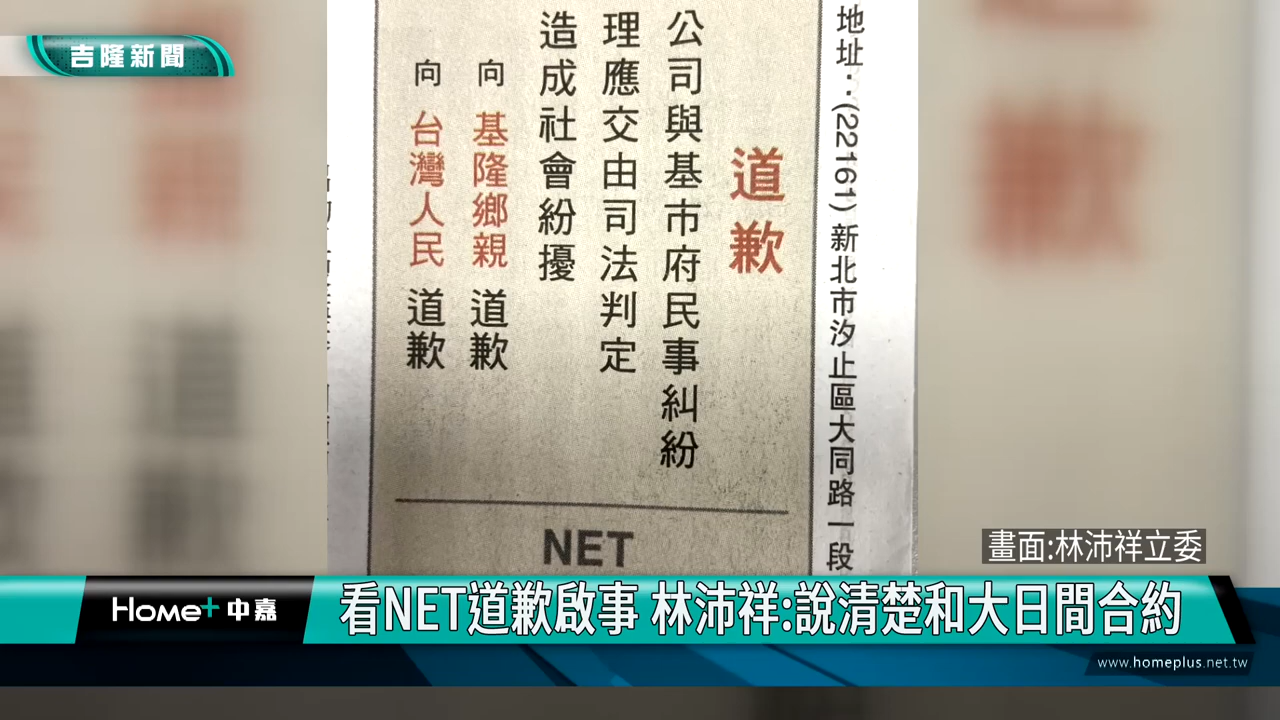 吉隆新聞
地址：(22161) 新北市汐止區大同路一段
道歉
公司與基市府民事糾紛
理應交由司法判定
造成社會紛擾
向 基隆鄉親 道歉
向 台灣人民 道歉
NET
畫面:林沛祥立委
Home+中嘉
看NET道歉啟事 林沛祥:說清楚和大日間合約
www.homeplus.net.tw